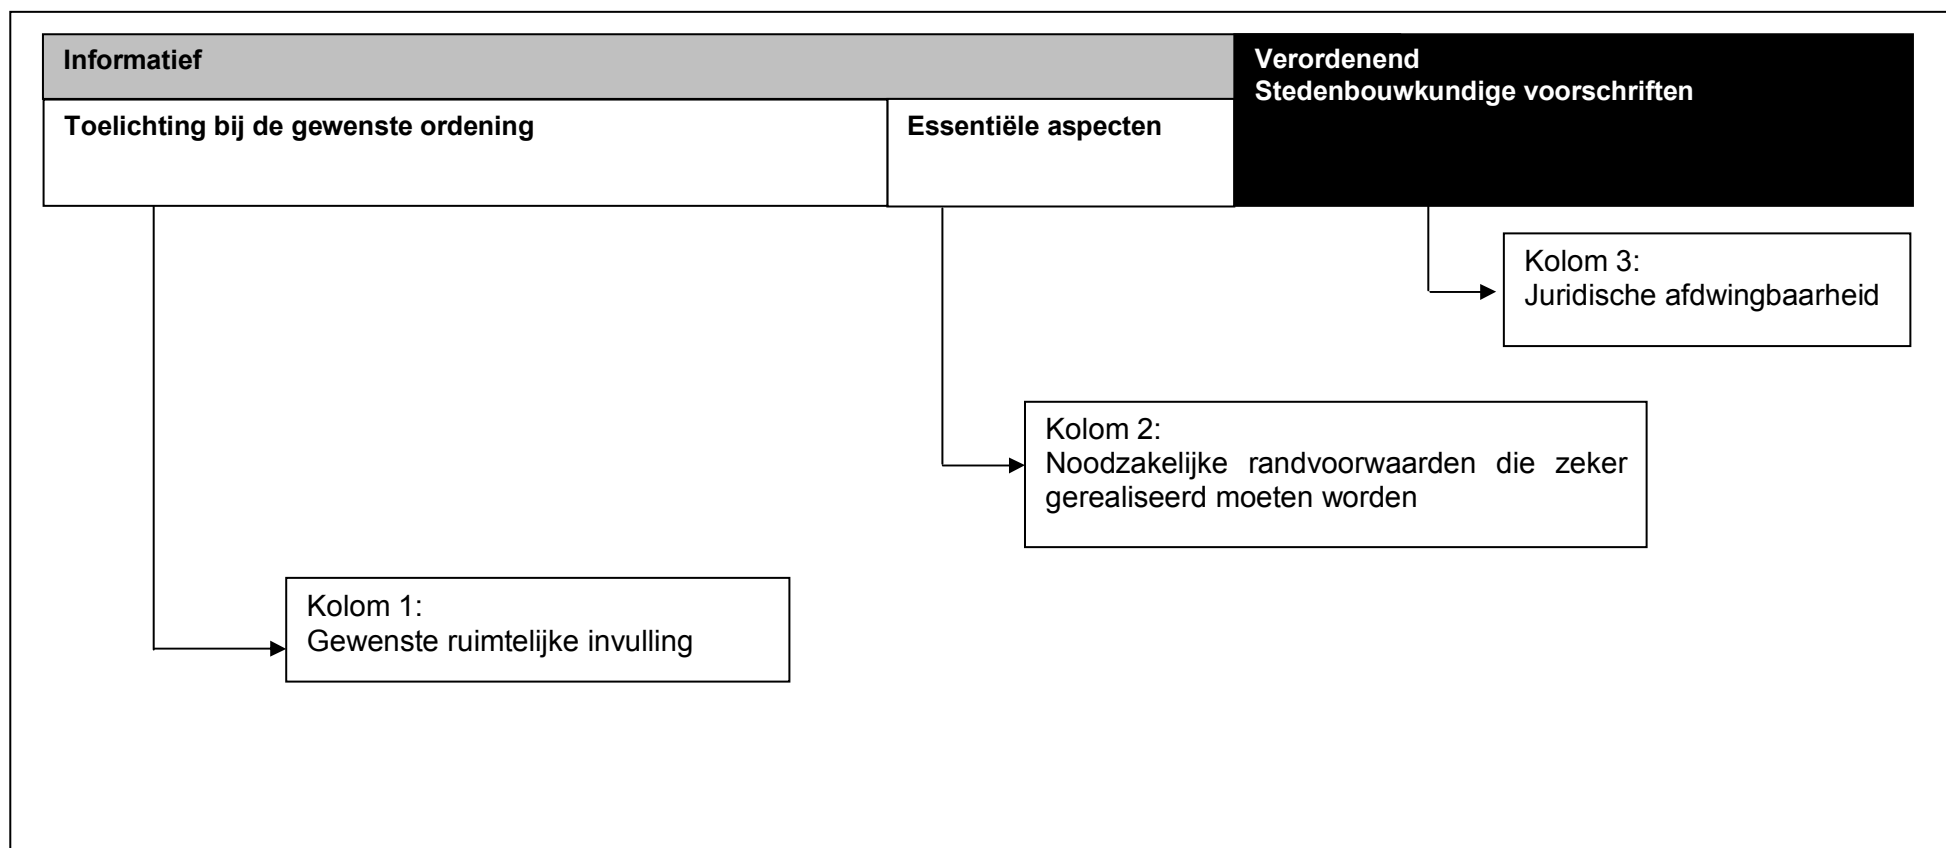 Informatief
Verordenend
Stedenbouwkundige voorschriften
Toelichting bij de gewenste ordening
Essentiële aspecten
Kolom 3:
Juridische afdwingbaarheid
Kolom 2:
Noodzakelijke randvoorwaarden die zeker
gerealiseerd moeten worden
Kolom 1:
Gewenste ruimtelijke invulling